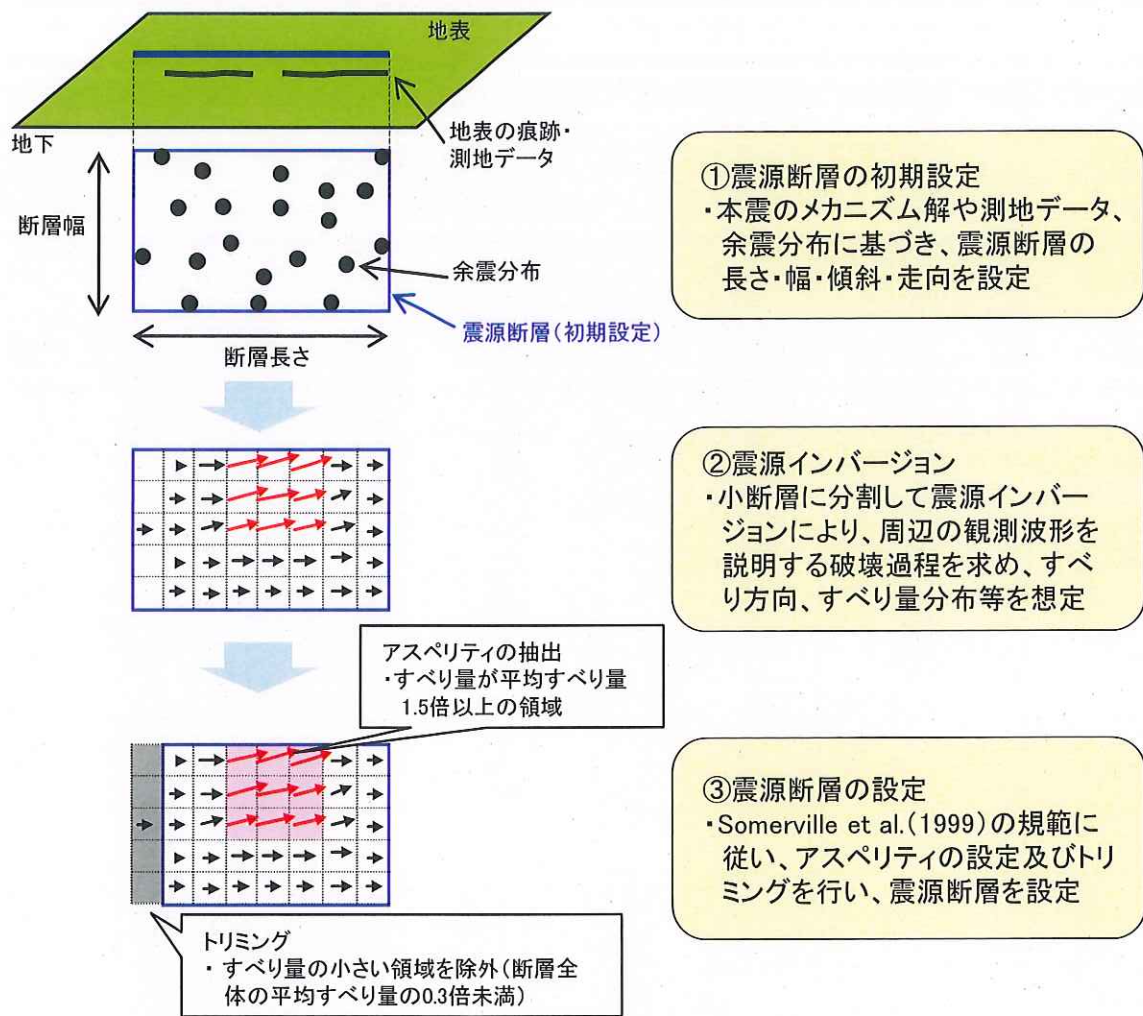 地表
地下
地表の痕跡・
測地データ
断層幅
余震分布
震源断層(初期設定)
断層長さ
①震源断層の初期設定
・本震のメカニズム解や測地データ、
余震分布に基づき、震源断層の
長さ・幅・傾斜・走向を設定
②震源インバージョン
・小断層に分割して震源インバー
ジョンにより、周辺の観測波形を
説明する破壊過程を求め、すべ
り方向、すべり量分布等を想定
アスペリティの抽出
・すべり量が平均すべり量
1.5倍以上の領域
③震源断層の設定
・Somerville et al.(1999)の規範に
従い、アスペリティの設定及びトリ
ミングを行い、震源断層を設定
トリミング
・ すべり量の小さい領域を除外(断層全
体の平均すべり量の0.3倍未満)